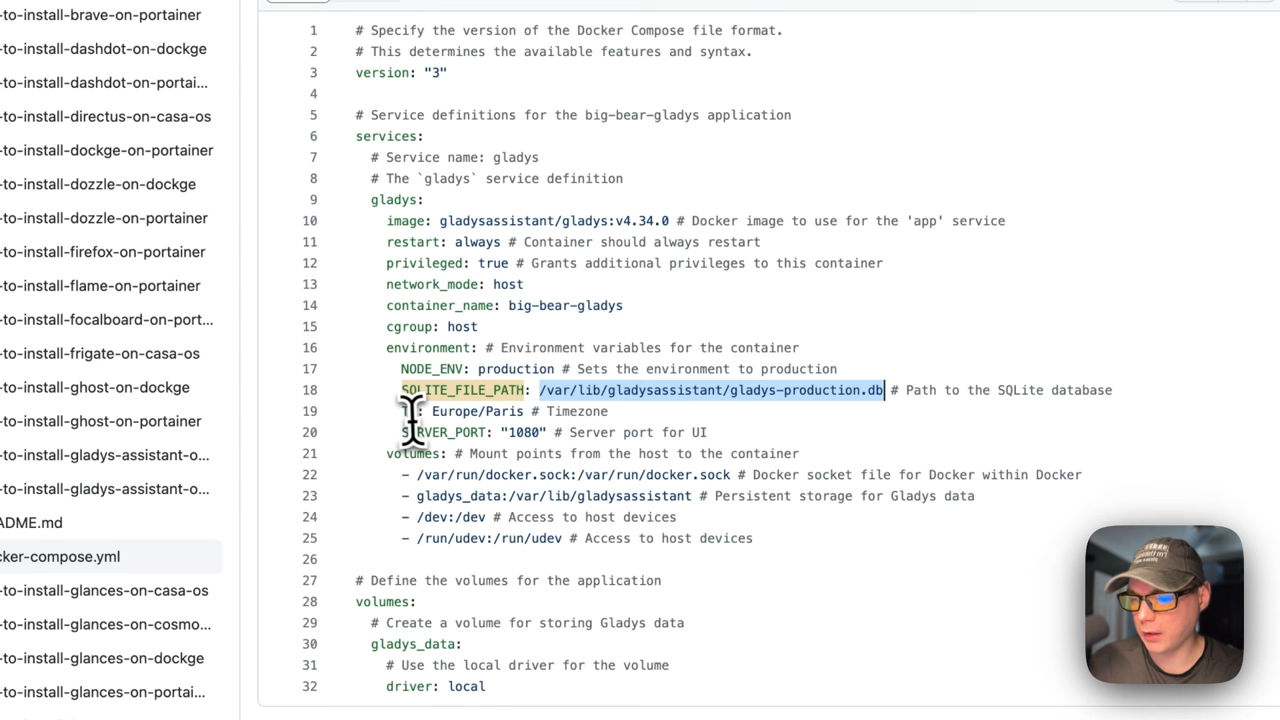 -to-install-brave-on-portainer
-to-install-dashdot-on-dockge
-to-install-dashdot-on-portai...
-to-install-directus-on-casa-os
-to-install-dockge-on-portainer
-to-install-dozzle-on-dockge
-to-install-dozzle-on-portainer
-to-install-firefox-on-portainer
-to-install-flame-on-portainer
-to-install-focalboard-on-port...
-to-install-frigate-on-casa-os
-to-install-ghost-on-dockge
-to-install-ghost-on-portainer
-to-install-gladys-assistant-o...
-to-install-gladys-assistant-o...
ADME.md
cker-compose.yml
-to-install-glances-on-casa-os
-to-install-glances-on-cosmo...
-to-install-glances-on-dockge
-to-install-glances-on-portai...
1 # Specify the version of the Docker Compose file format.
2 # This determines the available features and syntax.
3 version: "3"
4
5 # Service definitions for the big-bear-gladys application
6 services:
7 # Service name: gladys
8 # The `gladys` service definition
9 gladys:
10 image: gladysassistant/gladys:v4.34.0 # Docker image to use for the 'app' service
11 restart: always # Container should always restart
12 privileged: true # Grants additional privileges to this container
13 network_mode: host
14 container_name: big-bear-gladys
15 cgroup: host
16 environment: # Environment variables for the container
17 NODE_ENV: production # Sets the environment to production
18 SQLITE_FILE_PATH: /var/lib/gladysassistant/gladys-production.db # Path to the SQLite database
19 TZ: Europe/Paris # Timezone
20 SERVER_PORT: "1080" # Server port for UI
21 volumes: # Mount points from the host to the container
22 - /var/run/docker.sock:/var/run/docker.sock # Docker socket file for Docker within Docker
23 - gladys_data:/var/lib/gladysassistant # Persistent storage for Gladys data
24 - /dev:/dev # Access to host devices
25 - /run/udev:/run/udev # Access to host devices
26
27 # Define the volumes for the application
28 volumes:
29 # Create a volume for storing Gladys data
30 gladys_data:
31 # Use the local driver for the volume
32 driver: local